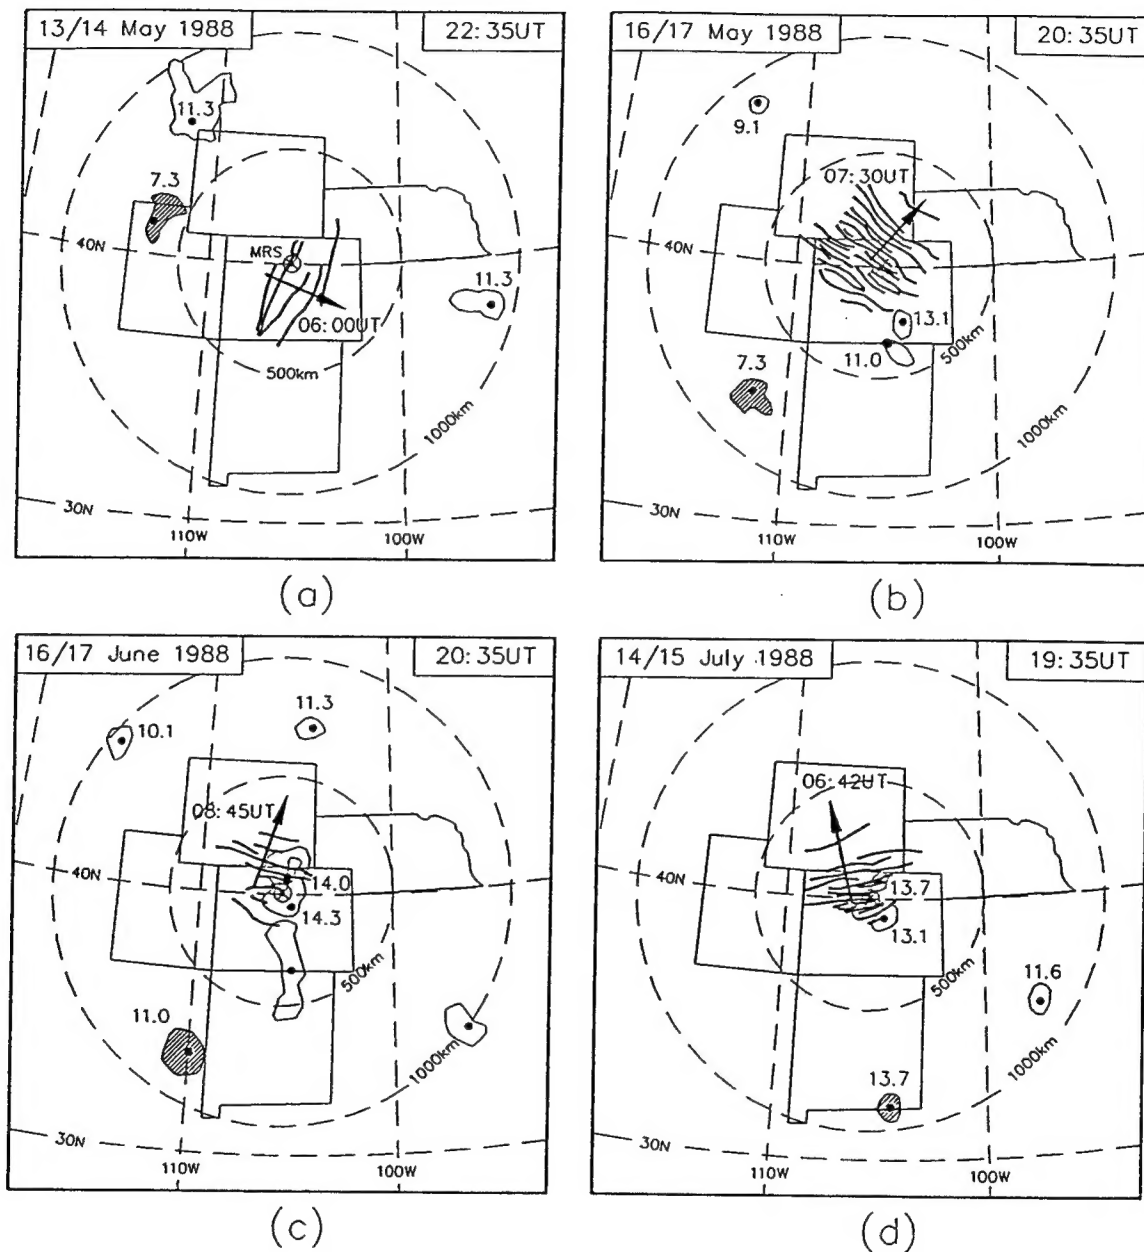 13/14 May 1988
22:35UT
11.3
7.3
40N
MRS
11.3
06:00UT
500km
1000km
30N
110W
100W
(a)
16/17 May 1988
20:35UT
9.1
07:30UT
40N
13.1
11.0
500km
7.3
1000km
30N
110W
100W
(b)
16/17 June 1988
20:35UT
11.3
10.1
08:45UT
40N
14.0
14.3
500km
11.0
1000km
30N
110W
100W
(c)
14/15 July 1988
19:35UT
06:42UT
40N
13.7
13.1
11.6
500km
1000km
13.7
30N
110W
100W
(d)